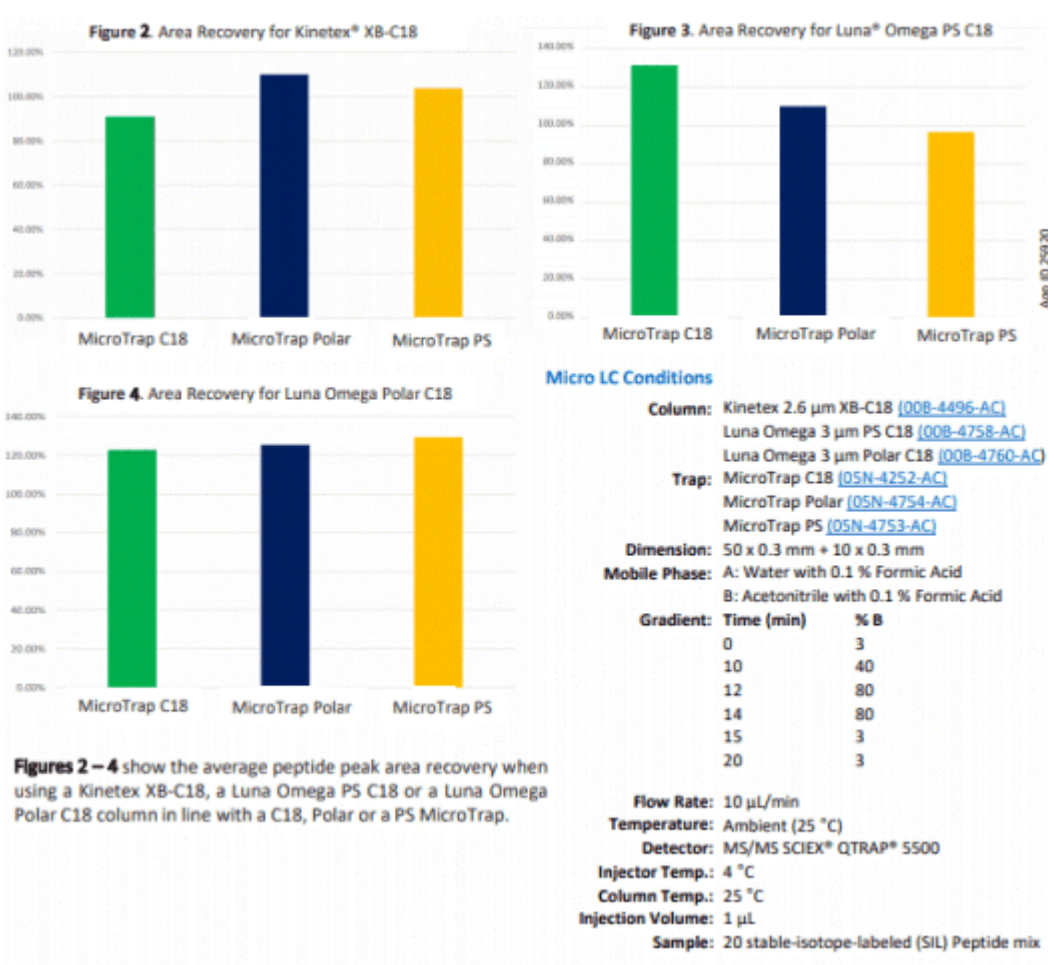 Figure 2. Area Recovery for Kinetex® XB-C18
120.00%
100.00%
80.00%
60.00%
40.00%
20.00%
0.00%
MicroTrap C18 MicroTrap Polar MicroTrap PS
Figure 3. Area Recovery for Luna® Omega PS C18
140.00%
120.00%
100.00%
80.00%
60.00%
40.00%
20.00%
0.00%
MicroTrap C18 MicroTrap Polar MicroTrap PS
App ID 25920
Figure 4. Area Recovery for Luna Omega Polar C18
140.00%
120.00%
100.00%
80.00%
60.00%
40.00%
20.00%
0.00%
MicroTrap C18 MicroTrap Polar MicroTrap PS
Figures 2 – 4 show the average peptide peak area recovery when
using a Kinetex XB-C18, a Luna Omega PS C18 or a Luna Omega
Polar C18 column in line with a C18, Polar or a PS MicroTrap.
Micro LC Conditions
Column: Kinetex 2.6 µm XB-C18 (00B-4496-AC)
Luna Omega 3 µm PS C18 (00B-4758-AC)
Luna Omega 3 µm Polar C18 (00B-4760-AC)
Trap: MicroTrap C18 (05N-4252-AC)
MicroTrap Polar (05N-4754-AC)
MicroTrap PS (05N-4753-AC)
Dimension: 50 x 0.3 mm + 10 x 0.3 mm
Mobile Phase: A: Water with 0.1 % Formic Acid
B: Acetonitrile with 0.1 % Formic Acid
Gradient: Time (min) % B
0 3
10 40
12 80
14 80
15 3
20 3
Flow Rate: 10 µL/min
Temperature: Ambient (25 °C)
Detector: MS/MS SCIEX® QTRAP® 5500
Injector Temp.: 4 °C
Column Temp.: 25 °C
Injection Volume: 1 µL
Sample: 20 stable-isotope-labeled (SIL) Peptide mix